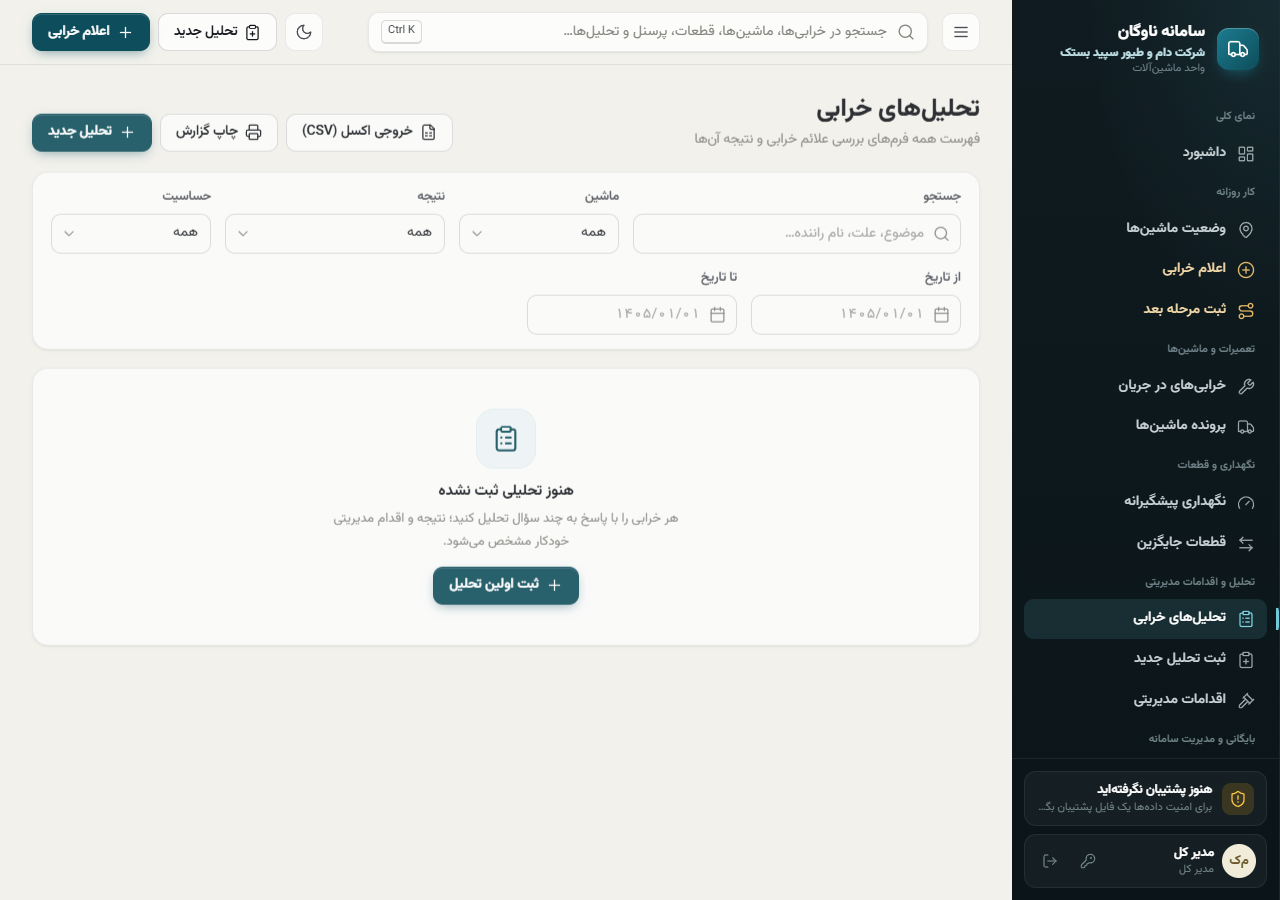 سامانه ناوگان
شرکت دام و طیور سپید بستک
واحد ماشین‌آلات
نمای کلی
داشبورد
کار روزانه
وضعیت ماشین‌ها
اعلام خرابی
ثبت مرحله بعد
تعمیرات و ماشین‌ها
خرابی‌های در جریان
پرونده ماشین‌ها
نگهداری و قطعات
نگهداری پیشگیرانه
قطعات جایگزین
تحلیل و اقدامات مدیریتی
تحلیل‌های خرابی
ثبت تحلیل جدید
اقدامات مدیریتی
بایگانی و مدیریت سامانه
هنوز پشتیبان نگرفته‌اید
برای امنیت داده‌ها یک فایل پشتیبان بگ...
م‌ک
مدیر کل
مدیر کل
جستجو در خرابی‌ها، ماشین‌ها، قطعات، پرسنل و تحلیل‌ها...
Ctrl K
تحلیل جدید
اعلام خرابی
تحلیل‌های خرابی
فهرست همه فرم‌های بررسی علائم خرابی و نتیجه آن‌ها
خروجی اکسل (CSV)
چاپ گزارش
تحلیل جدید
جستجو
موضوع، علت، نام راننده...
ماشین
همه
نتیجه
همه
حساسیت
همه
از تاریخ
۱۴۰۵/۰۱/۰۱
تا تاریخ
۱۴۰۵/۰۱/۰۱
هنوز تحلیلی ثبت نشده
هر خرابی را با پاسخ به چند سؤال تحلیل کنید؛ نتیجه و اقدام مدیریتی
خودکار مشخص می‌شود.
ثبت اولین تحلیل